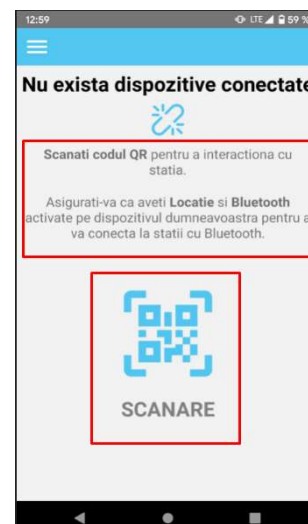 12:59 LTE 59 %
Nu exista dispozitive conectate
Scanati codul QR pentru a interactiona cu
statia.
Asigurati-va ca aveti Locatie si Bluetooth
activate pe dispozitivul dumneavoastra pentru a
va conecta la statii cu Bluetooth.
SCANARE